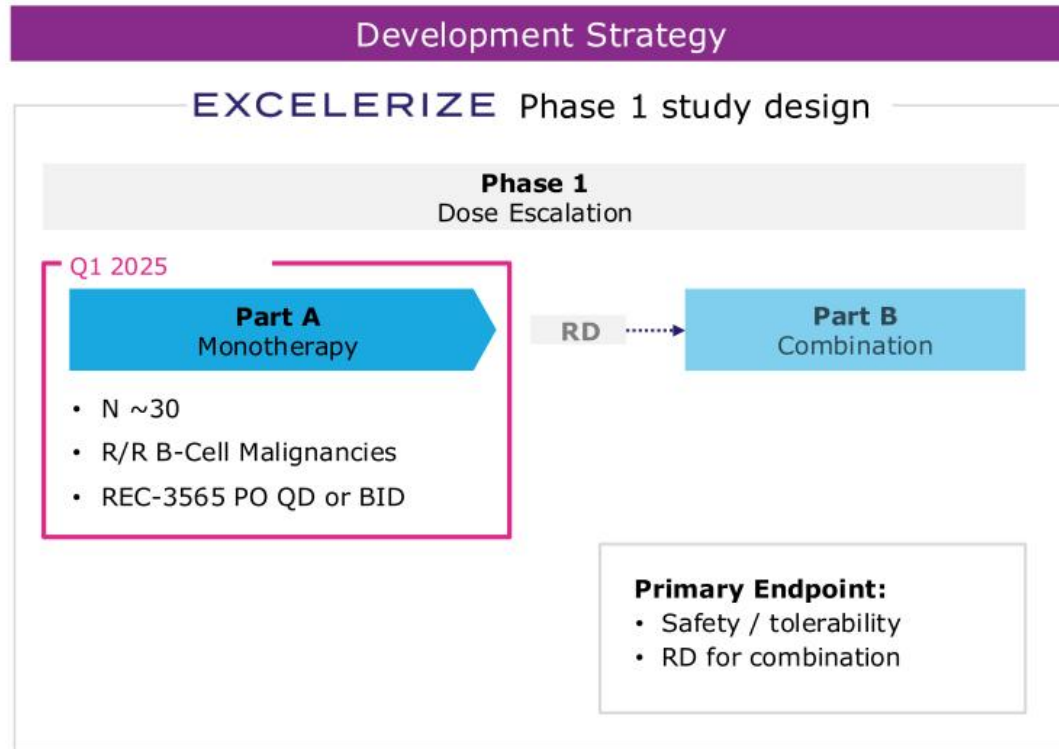 Development Strategy
EXCELERIZE Phase 1 study design
Phase 1
Dose Escalation
Q1 2025
Part A
Monotherapy
RD
Part B
Combination
• N ~30
• R/R B-Cell Malignancies
• REC-3565 PO QD or BID
Primary Endpoint:
• Safety / tolerability
• RD for combination